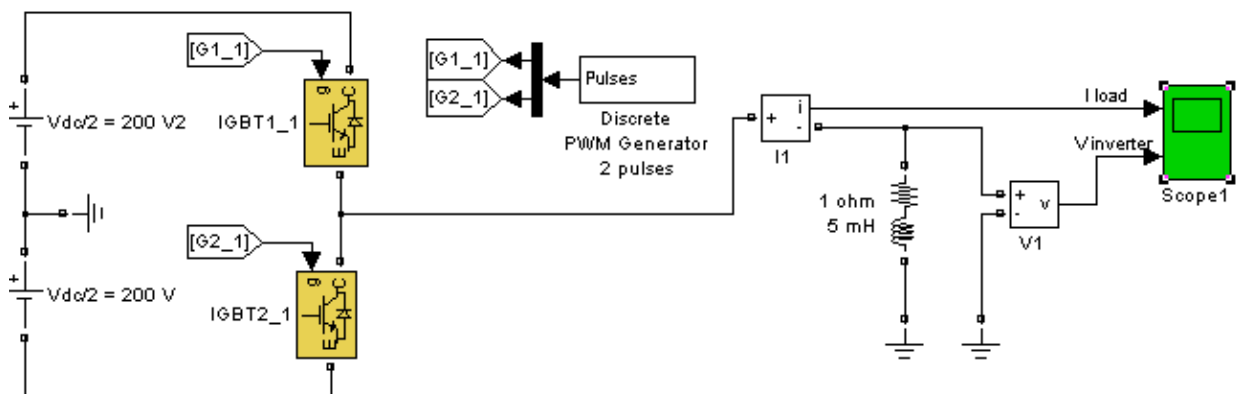 [G1_1]
g
C
E
IGBT1_1
+
Vdc/2 = 200 V2
[G1_1]
[G2_1]
Pulses
Discrete
PWM Generator
2 pulses
+
i
-
I1
I load
Vinverter
Scope1
1 ohm
5 mH
+
-
v
V1
[G2_1]
g
C
E
IGBT2_1
+
Vdc/2 = 200 V